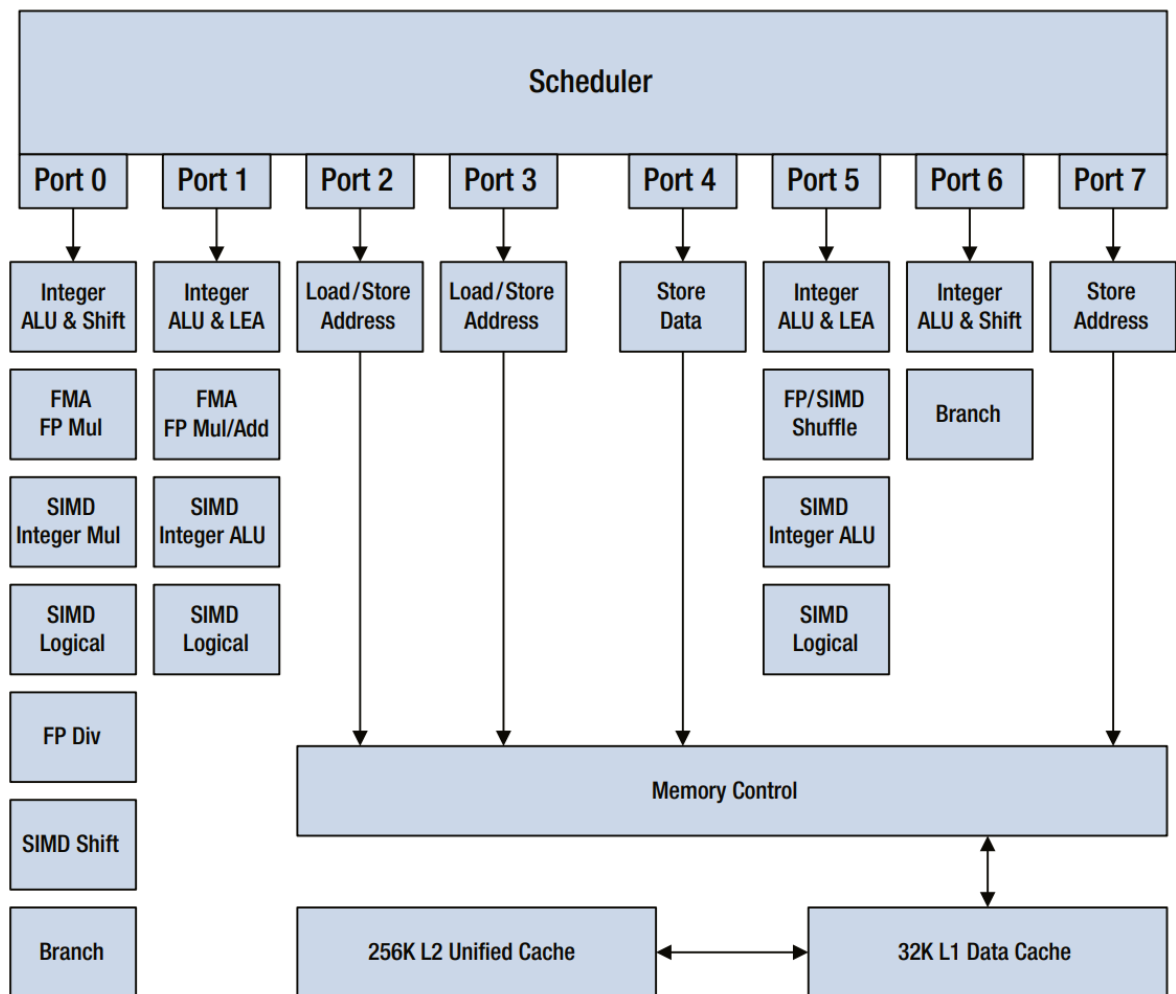 Scheduler
Port 0
Port 1
Port 2
Port 3
Port 4
Port 5
Port 6
Port 7
Integer
ALU & Shift
Integer
ALU & LEA
Load/Store
Address
Load/Store
Address
Store
Data
Integer
ALU & LEA
Integer
ALU & Shift
Store
Address
FMA
FP Mul
FMA
FP Mul/Add
FP/SIMD
Shuffle
Branch
SIMD
Integer Mul
SIMD
Integer ALU
SIMD
Integer ALU
SIMD
Logical
SIMD
Logical
SIMD
Logical
FP Div
Memory Control
SIMD Shift
Branch
256K L2 Unified Cache
32K L1 Data Cache